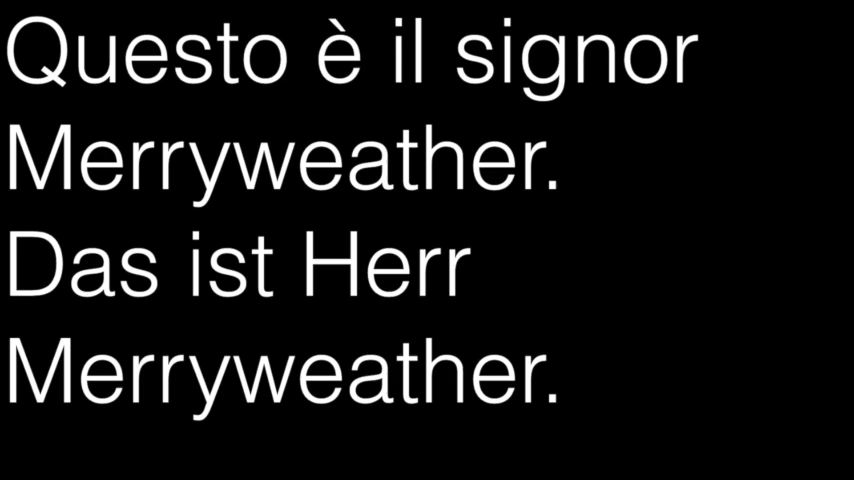 Questo è il signor
Merryweather.
Das ist Herr
Merryweather.